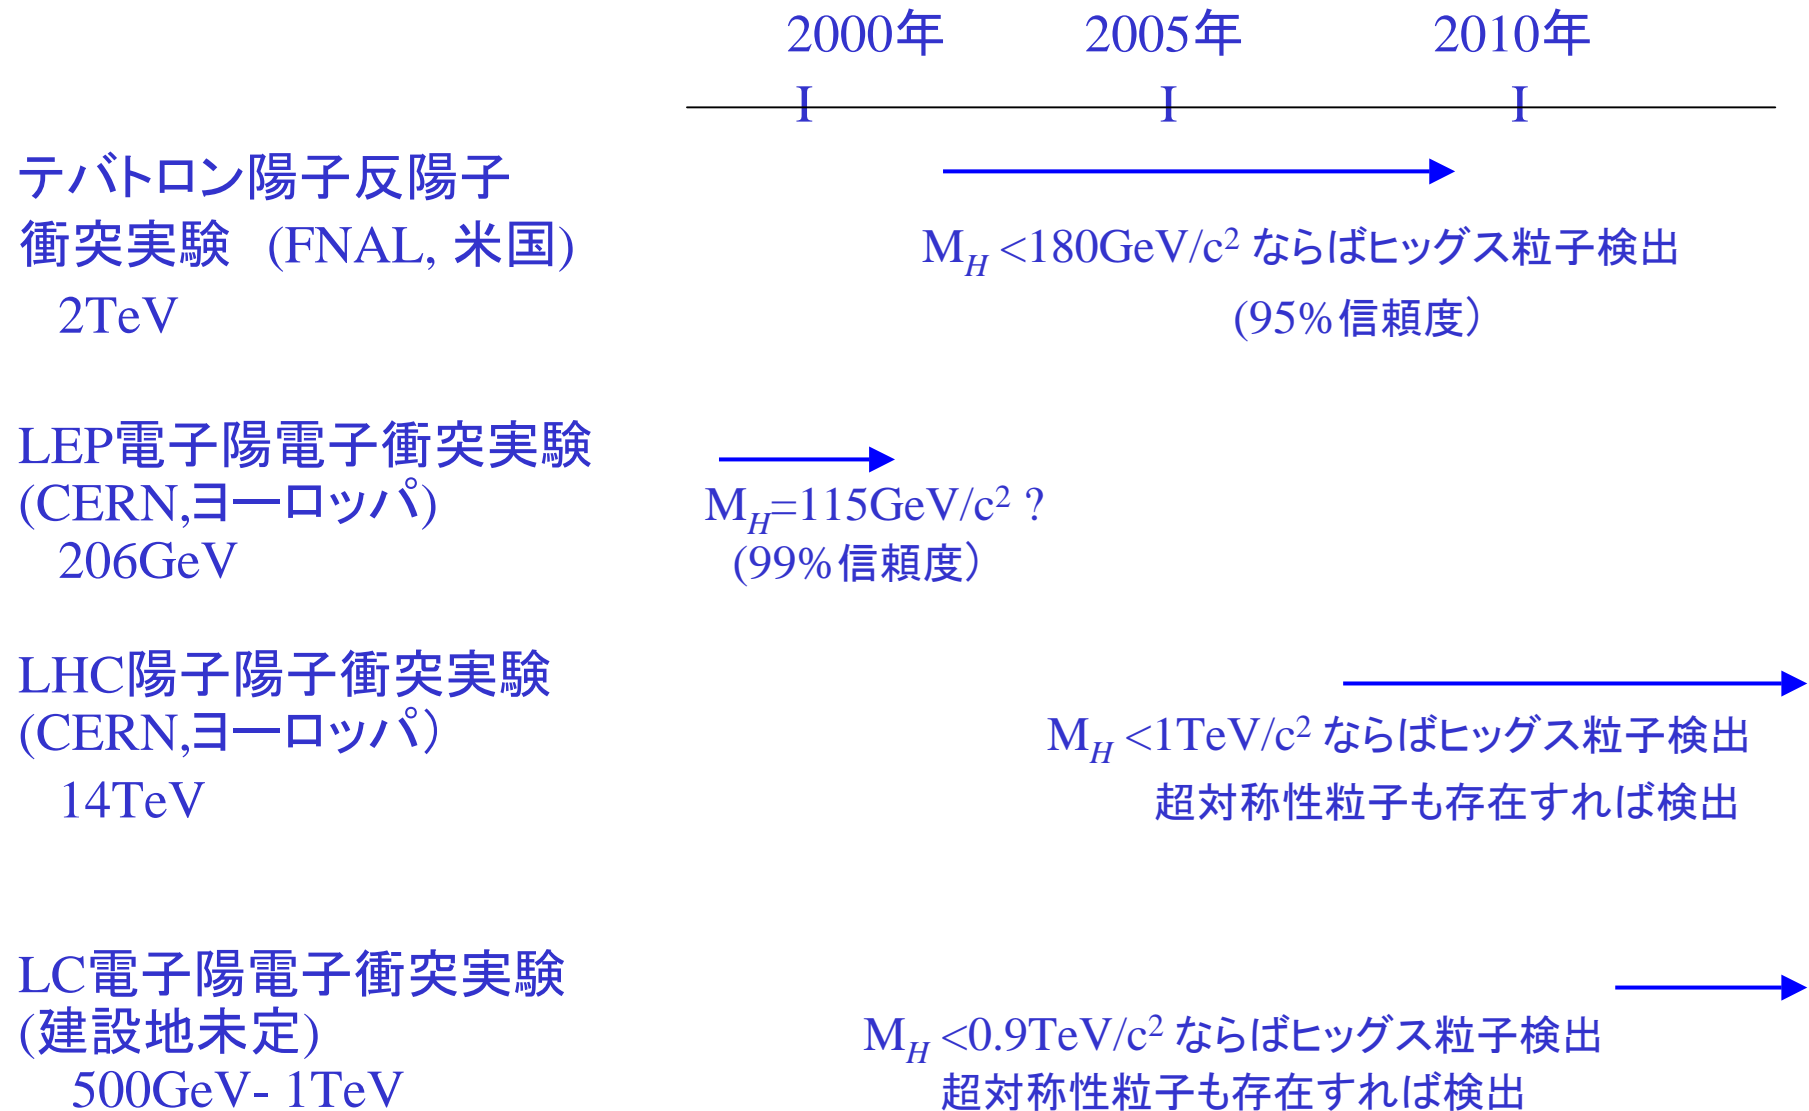 2000年 2005年 2010年
I I I
テバトロン陽子反陽子
衝突実験 (FNAL, 米国)
2TeV
M_H <180GeV/c² ならばヒッグス粒子検出
(95%信頼度）
LEP電子陽電子衝突実験
(CERN,ヨーロッパ)
206GeV
M_H=115GeV/c² ?
(99%信頼度）
LHC陽子陽子衝突実験
(CERN,ヨーロッパ）
14TeV
M_H <1TeV/c² ならばヒッグス粒子検出
超対称性粒子も存在すれば検出
LC電子陽電子衝突実験
(建設地未定)
500GeV- 1TeV
M_H <0.9TeV/c² ならばヒッグス粒子検出
超対称性粒子も存在すれば検出